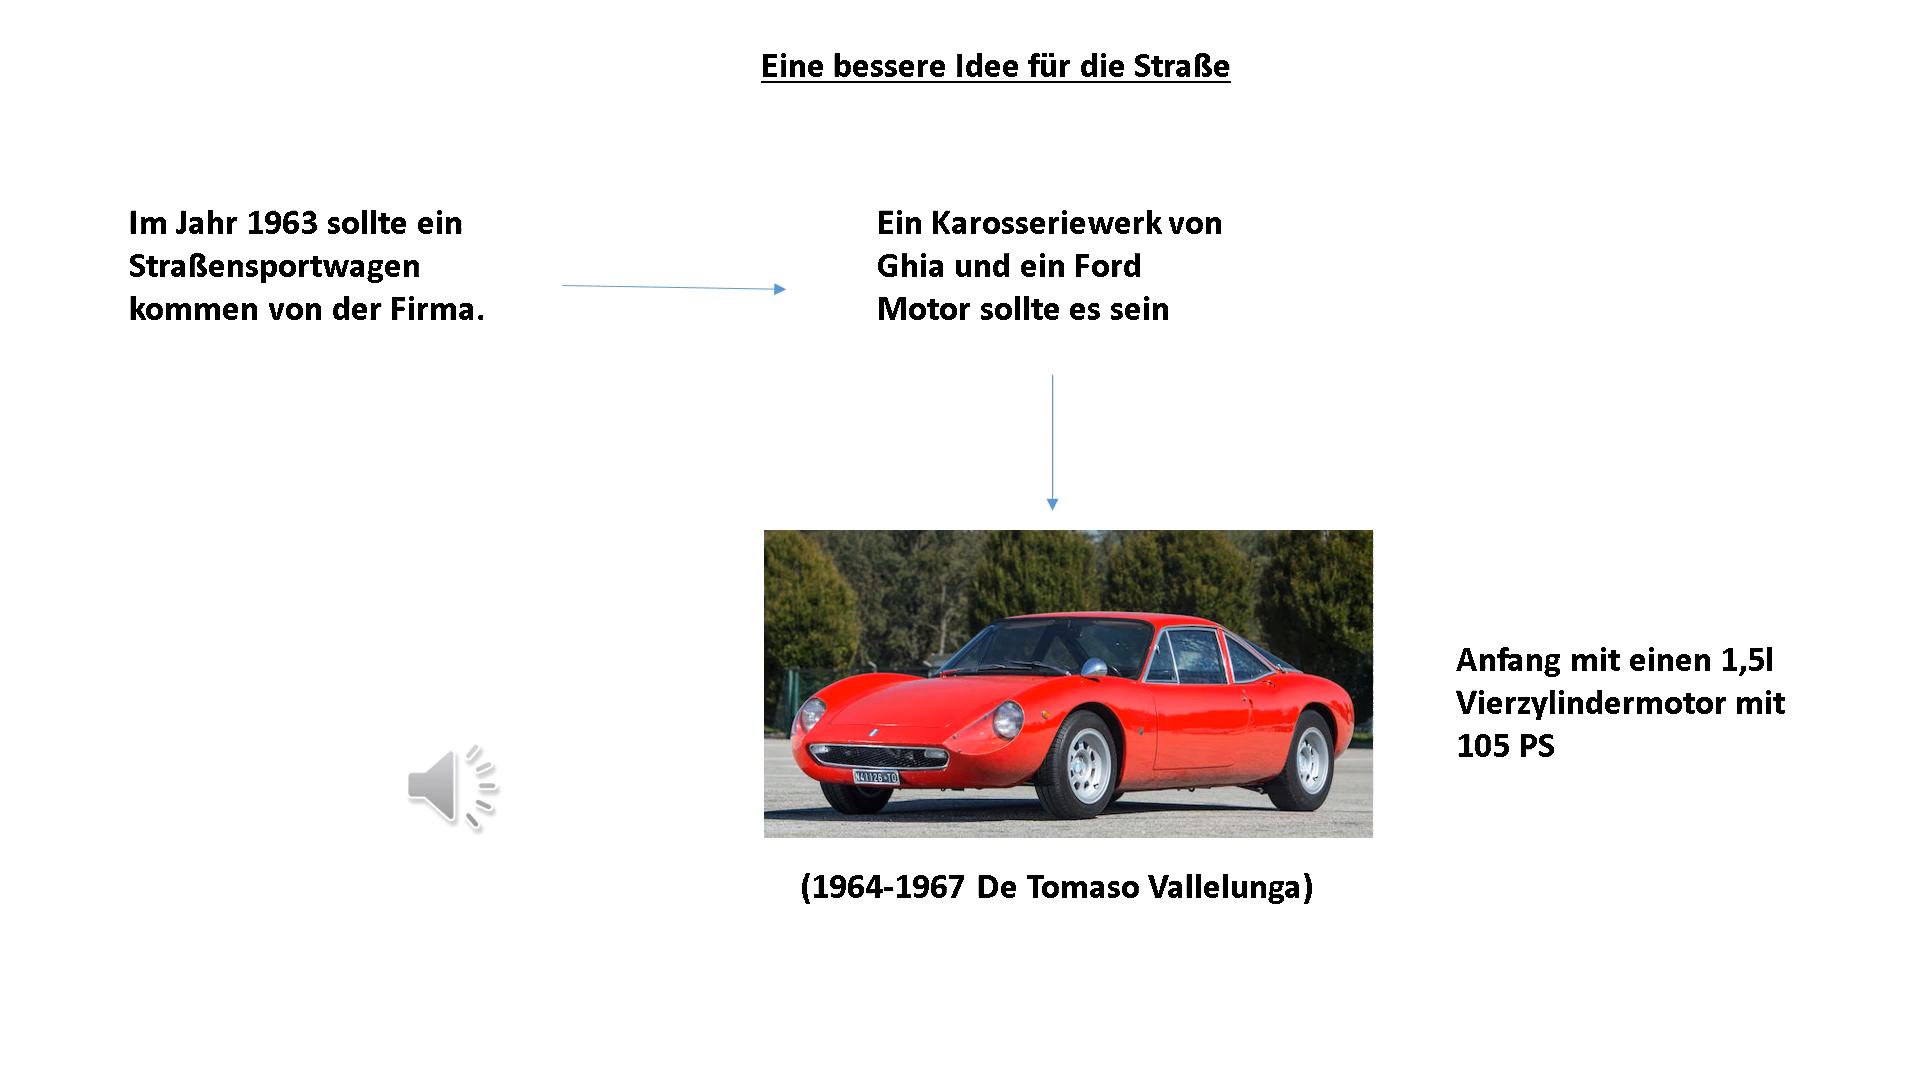 Eine bessere Idee für die Straße
Im Jahr 1963 sollte ein
Straßensportwagen
kommen von der Firma.
Ein Karosseriewerk von
Ghia und ein Ford
Motor sollte es sein
N41126 TO
Anfang mit einen 1,5l
Vierzylindermotor mit
105 PS
(1964-1967 De Tomaso Vallelunga)